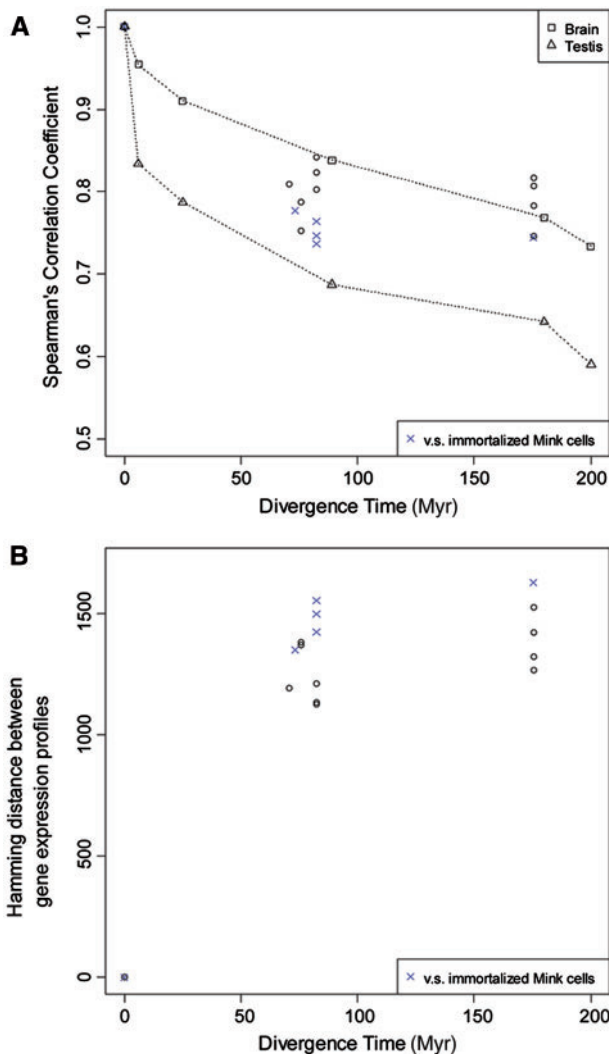 A
Spearman's Correlation Coefficient
1.0
0.9
0.8
0.7
0.6
0.5
Brain
Testis
v.s. immortalized Mink cells
0 50 100 150 200
Divergence Time (Myr)
B
Hamming distance between
gene expression profiles
1500
1000
500
0
v.s. immortalized Mink cells
0 50 100 150 200
Divergence Time (Myr)